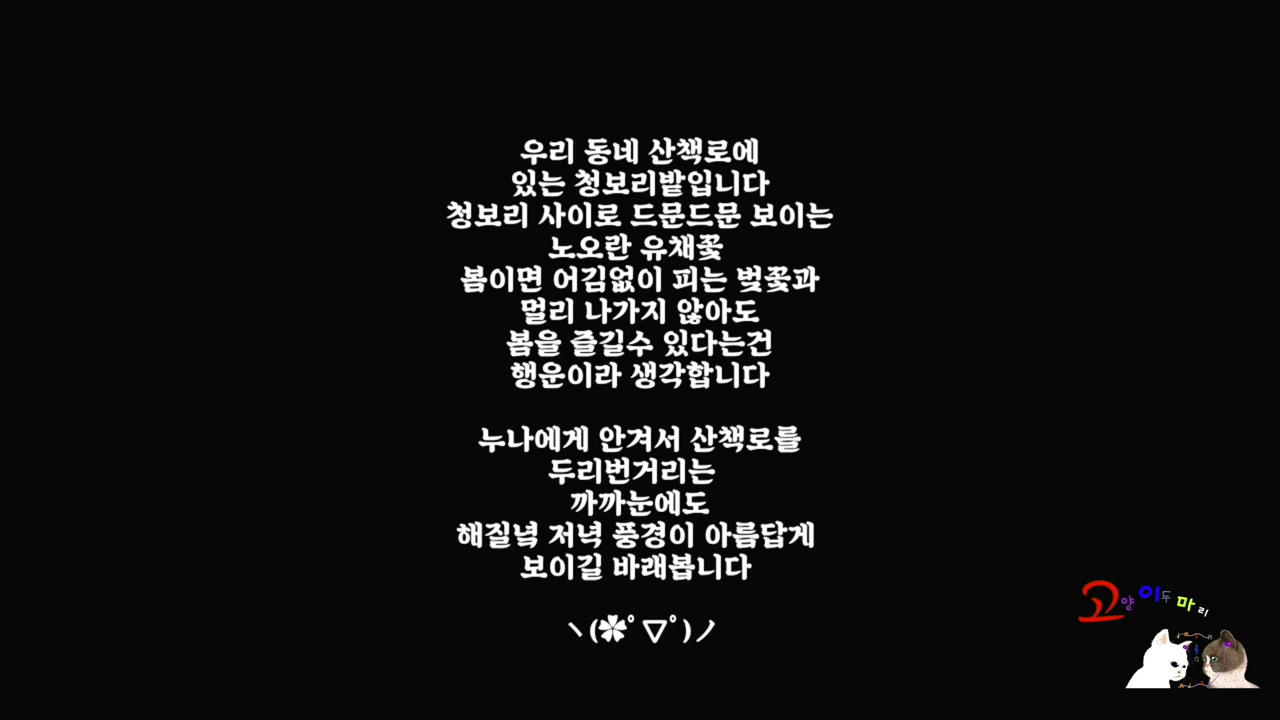 우리 동네 산책로에
있는 청보리밭입니다
청보리 사이로 드문드문 보이는
노오란 유채꽃
봄이면 어김없이 피는 벚꽃과
멀리 나가지 않아도
봄을 즐길수 있다는건
행운이라 생각합니다
누나에게 안겨서 산책로를
두리번거리는
까까눈에도
해질녘 저녁 풍경이 아름답게
보이길 바래봅니다
ヽ(✿ﾟ▽ﾟ)ノ
고양이두마리